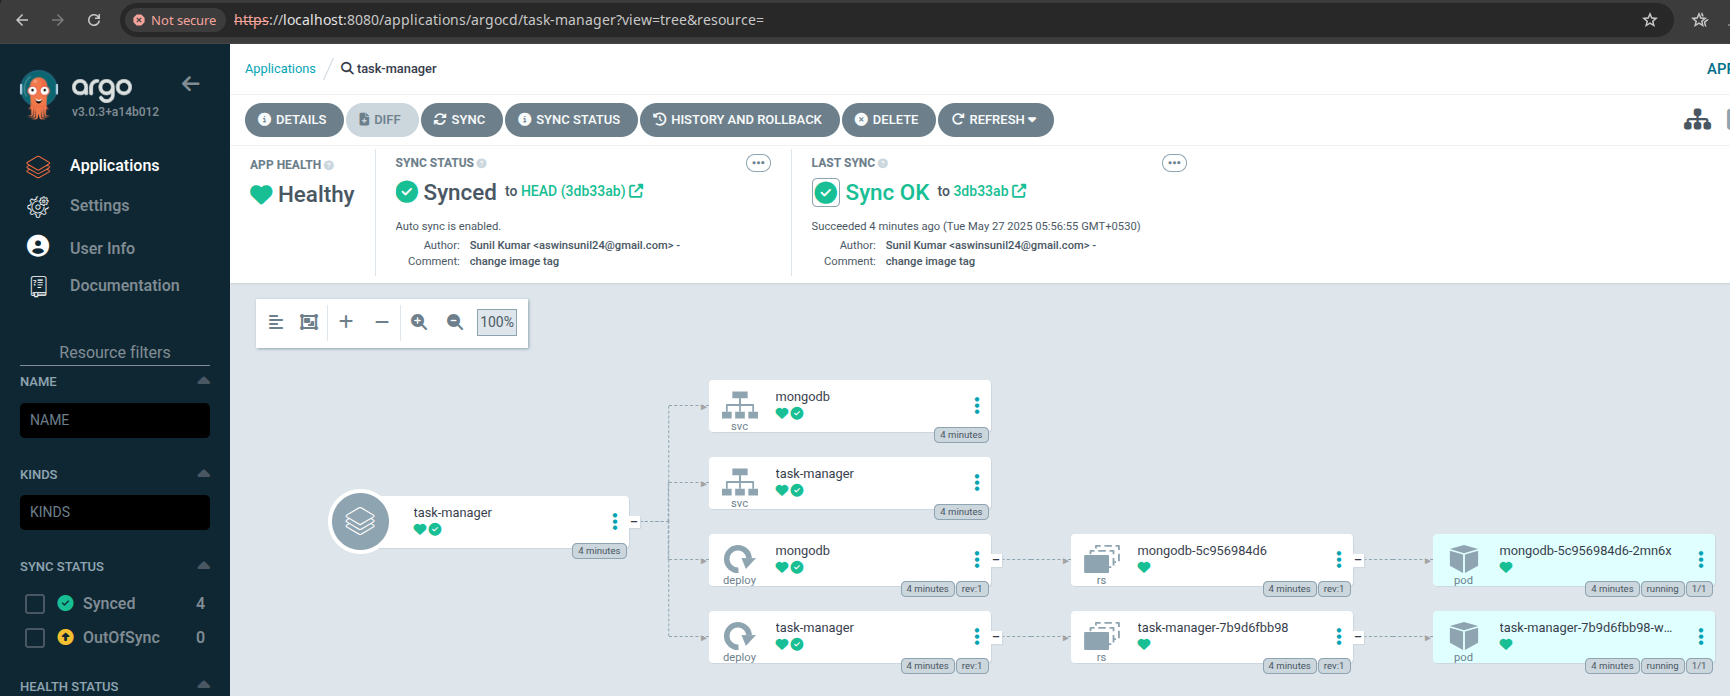 Not secure https://localhost:8080/applications/argocd/task-manager?view=tree&resource=
argo
v3.0.3+a14b012
Applications
Settings
User Info
Documentation
Resource filters
NAME
NAME
KINDS
KINDS
SYNC STATUS
Synced 4
OutOfSync 0
HEALTH STATUS
Applications / task-manager
DETAILS DIFF SYNC SYNC STATUS HISTORY AND ROLLBACK DELETE REFRESH
APP HEALTH
Healthy
SYNC STATUS
Synced to HEAD (3db33ab)
Auto sync is enabled.
Author: Sunil Kumar <aswinsunil24@gmail.com> -
Comment: change image tag
LAST SYNC
Sync OK to 3db33ab
Succeeded 4 minutes ago (Tue May 27 2025 05:56:55 GMT+0530)
Author: Sunil Kumar <aswinsunil24@gmail.com> -
Comment: change image tag
100%
task-manager
4 minutes
mongodb
svc
4 minutes
task-manager
svc
4 minutes
mongodb
deploy
4 minutes rev:1
mongodb-5c956984d6
rs
4 minutes rev:1
mongodb-5c956984d6-2mn6x
pod
4 minutes running 1/1
task-manager
deploy
4 minutes rev:1
task-manager-7b9d6fbb98
rs
4 minutes rev:1
task-manager-7b9d6fbb98-w...
pod
4 minutes running 1/1